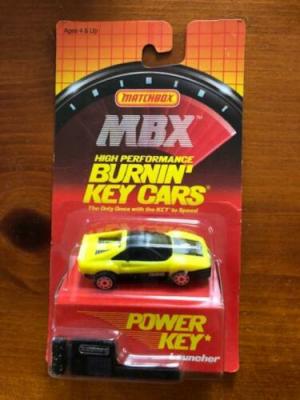 Ages 4 & Up
MATCHBOX
MBX™
HIGH PERFORMANCE
BURNIN'
KEY CARS®
The Only Ones with the KEY to Speed
POWER
KEY*
Launcher